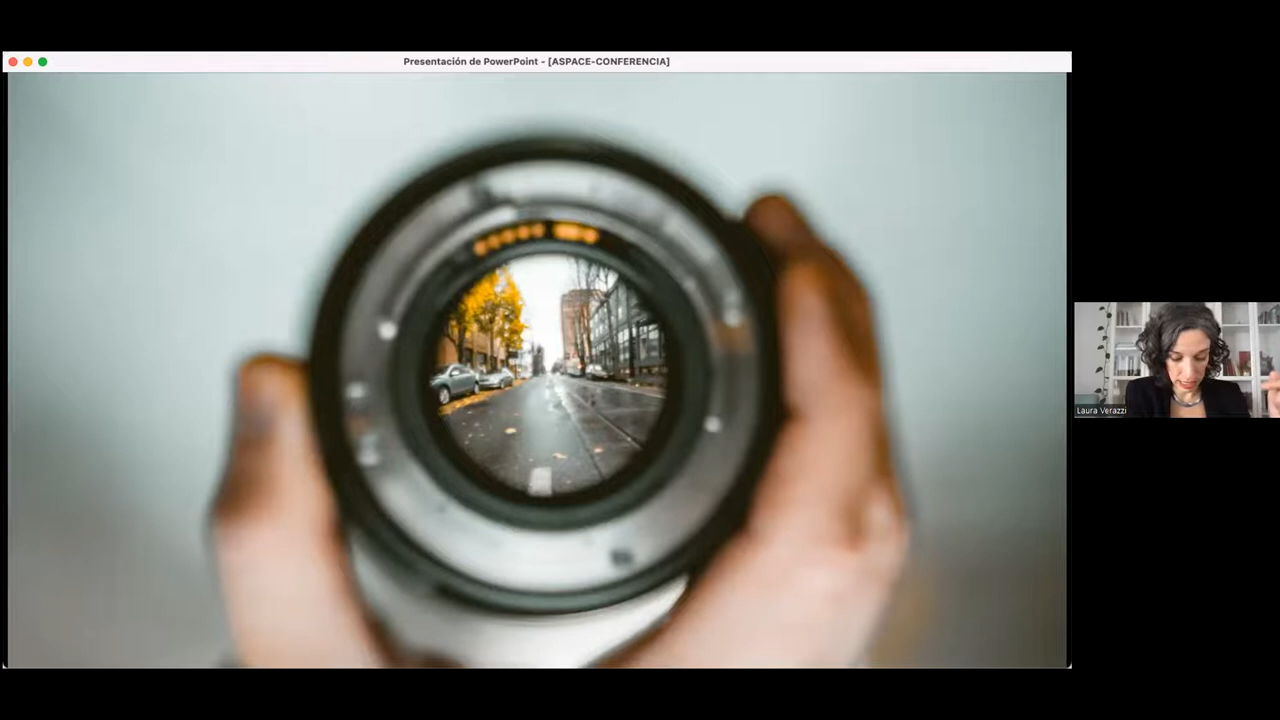 Presentación de PowerPoint - [ASPACE-CONFERENCIA]
Laura Verazzi